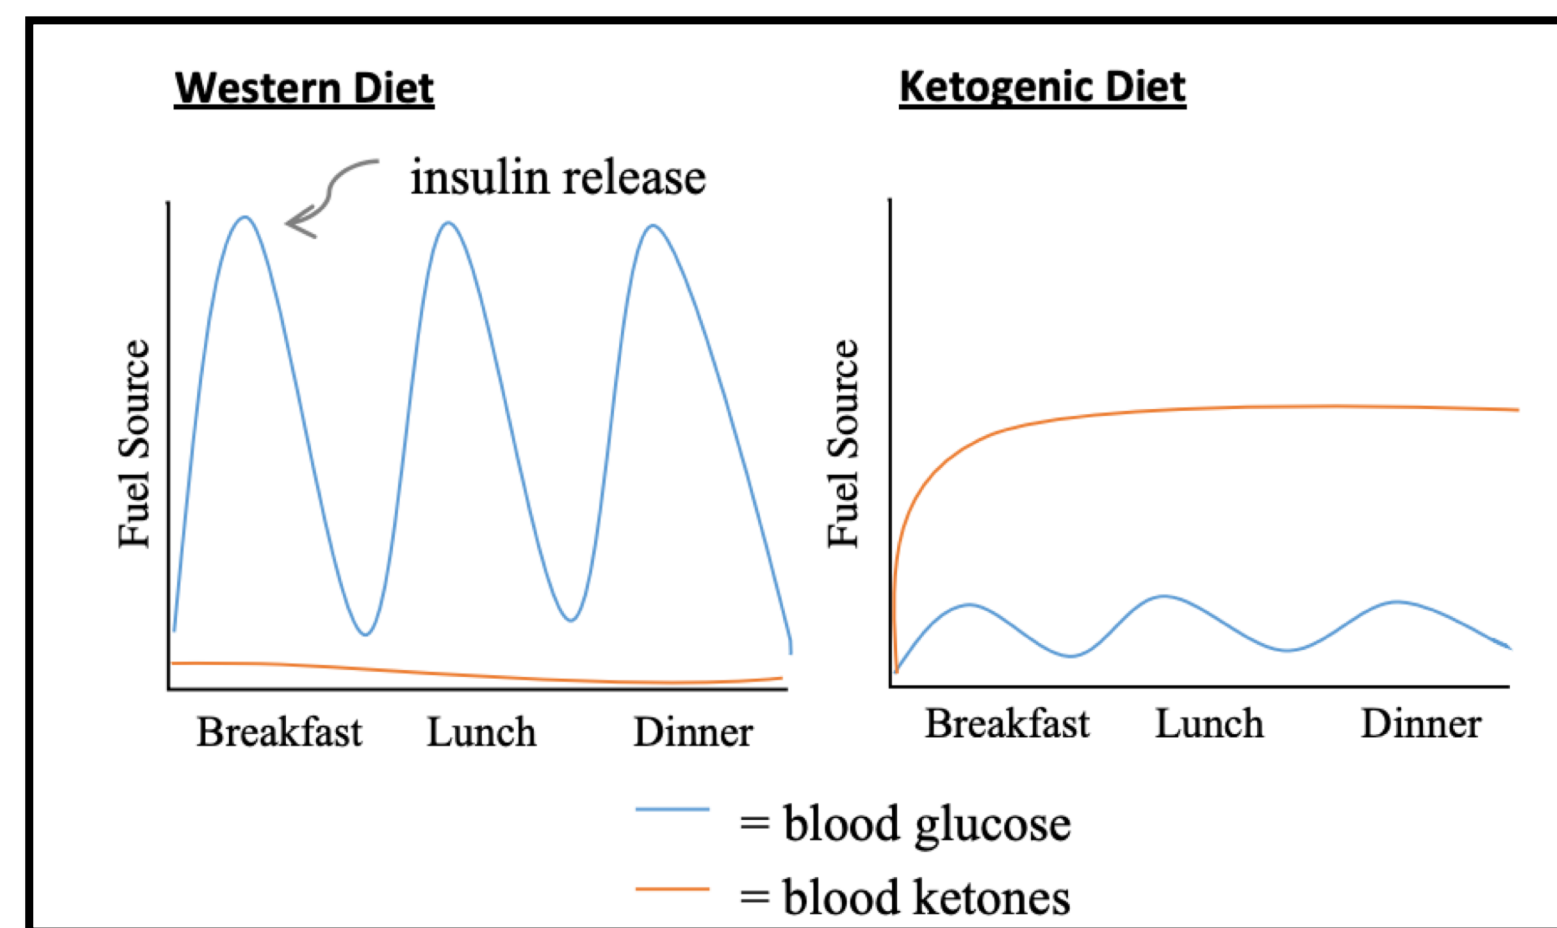 Western Diet
insulin release
Fuel Source
Breakfast Lunch Dinner
Ketogenic Diet
Fuel Source
Breakfast Lunch Dinner
= blood glucose
= blood ketones